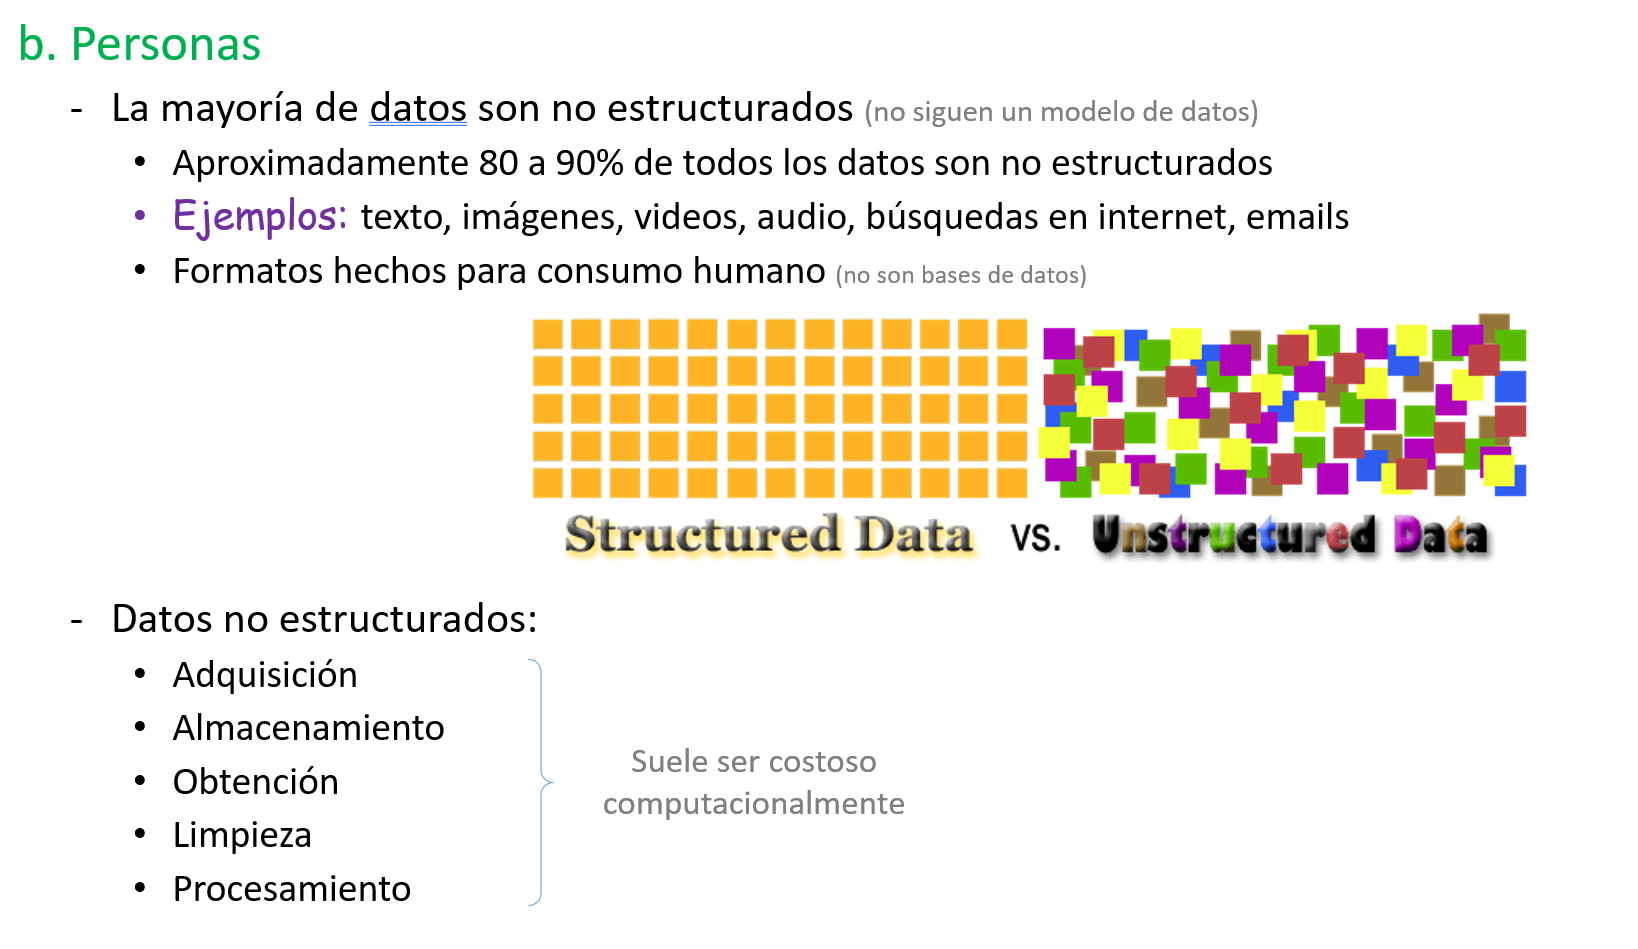 b. Personas
- La mayoría de datos son no estructurados (no siguen un modelo de datos)
• Aproximadamente 80 a 90% de todos los datos son no estructurados
• Ejemplos: texto, imágenes, videos, audio, búsquedas en internet, emails
• Formatos hechos para consumo humano (no son bases de datos)
Structured Data vs. Unstructured Data
- Datos no estructurados:
• Adquisición
• Almacenamiento
• Obtención
• Limpieza
• Procesamiento
Suele ser costoso
computacionalmente